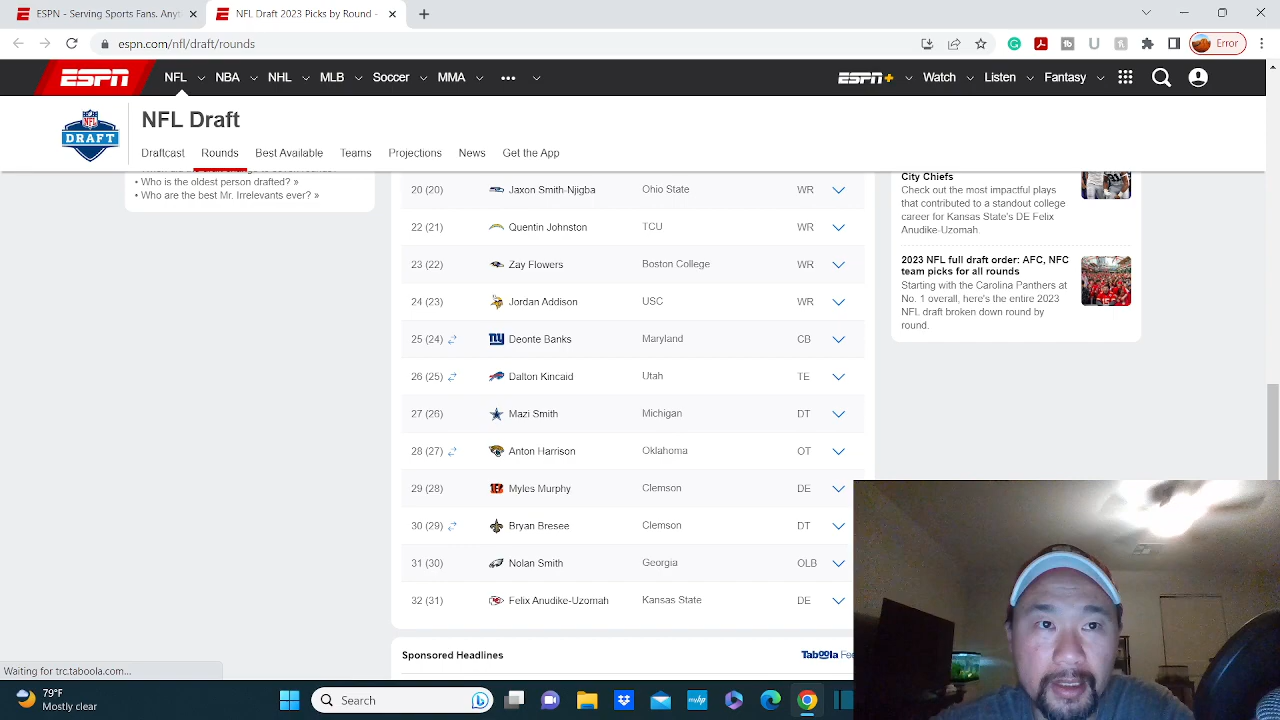 ESPN - Serving Sports Fans. Anyt
NFL Draft 2023 Picks by Round -
espn.com/nfl/draft/rounds
Error
ESPN NFL NBA NHL MLB Soccer MMA ESPN+ Watch Listen Fantasy
NFL
DRAFT
NFL Draft
Draftcast Rounds Best Available Teams Projections News Get the App
• Who is the oldest person drafted? »
• Who are the best Mr. Irrelevants ever? »
20 (20) Jaxon Smith-Njigba Ohio State WR
22 (21) Quentin Johnston TCU WR
23 (22) Zay Flowers Boston College WR
24 (23) Jordan Addison USC WR
25 (24) ny Deonte Banks Maryland CB
26 (25) Dalton Kincaid Utah TE
27 (26) Mazi Smith Michigan DT
28 (27) Anton Harrison Oklahoma OT
29 (28) Myles Murphy Clemson DE
30 (29) Bryan Bresee Clemson DT
31 (30) Nolan Smith Georgia OLB
32 (31) Felix Anudike-Uzomah Kansas State DE
Sponsored Headlines Taboola Fee
City Chiefs
Check out the most impactful plays
that contributed to a standout college
career for Kansas State's DE Felix
Anudike-Uzomah.
2023 NFL full draft order: AFC, NFC
team picks for all rounds
Starting with the Carolina Panthers at
No. 1 overall, here's the entire 2023
NFL draft broken down round by
round.
Waiting for trc.taboola.com...
79°F
Mostly clear
Search